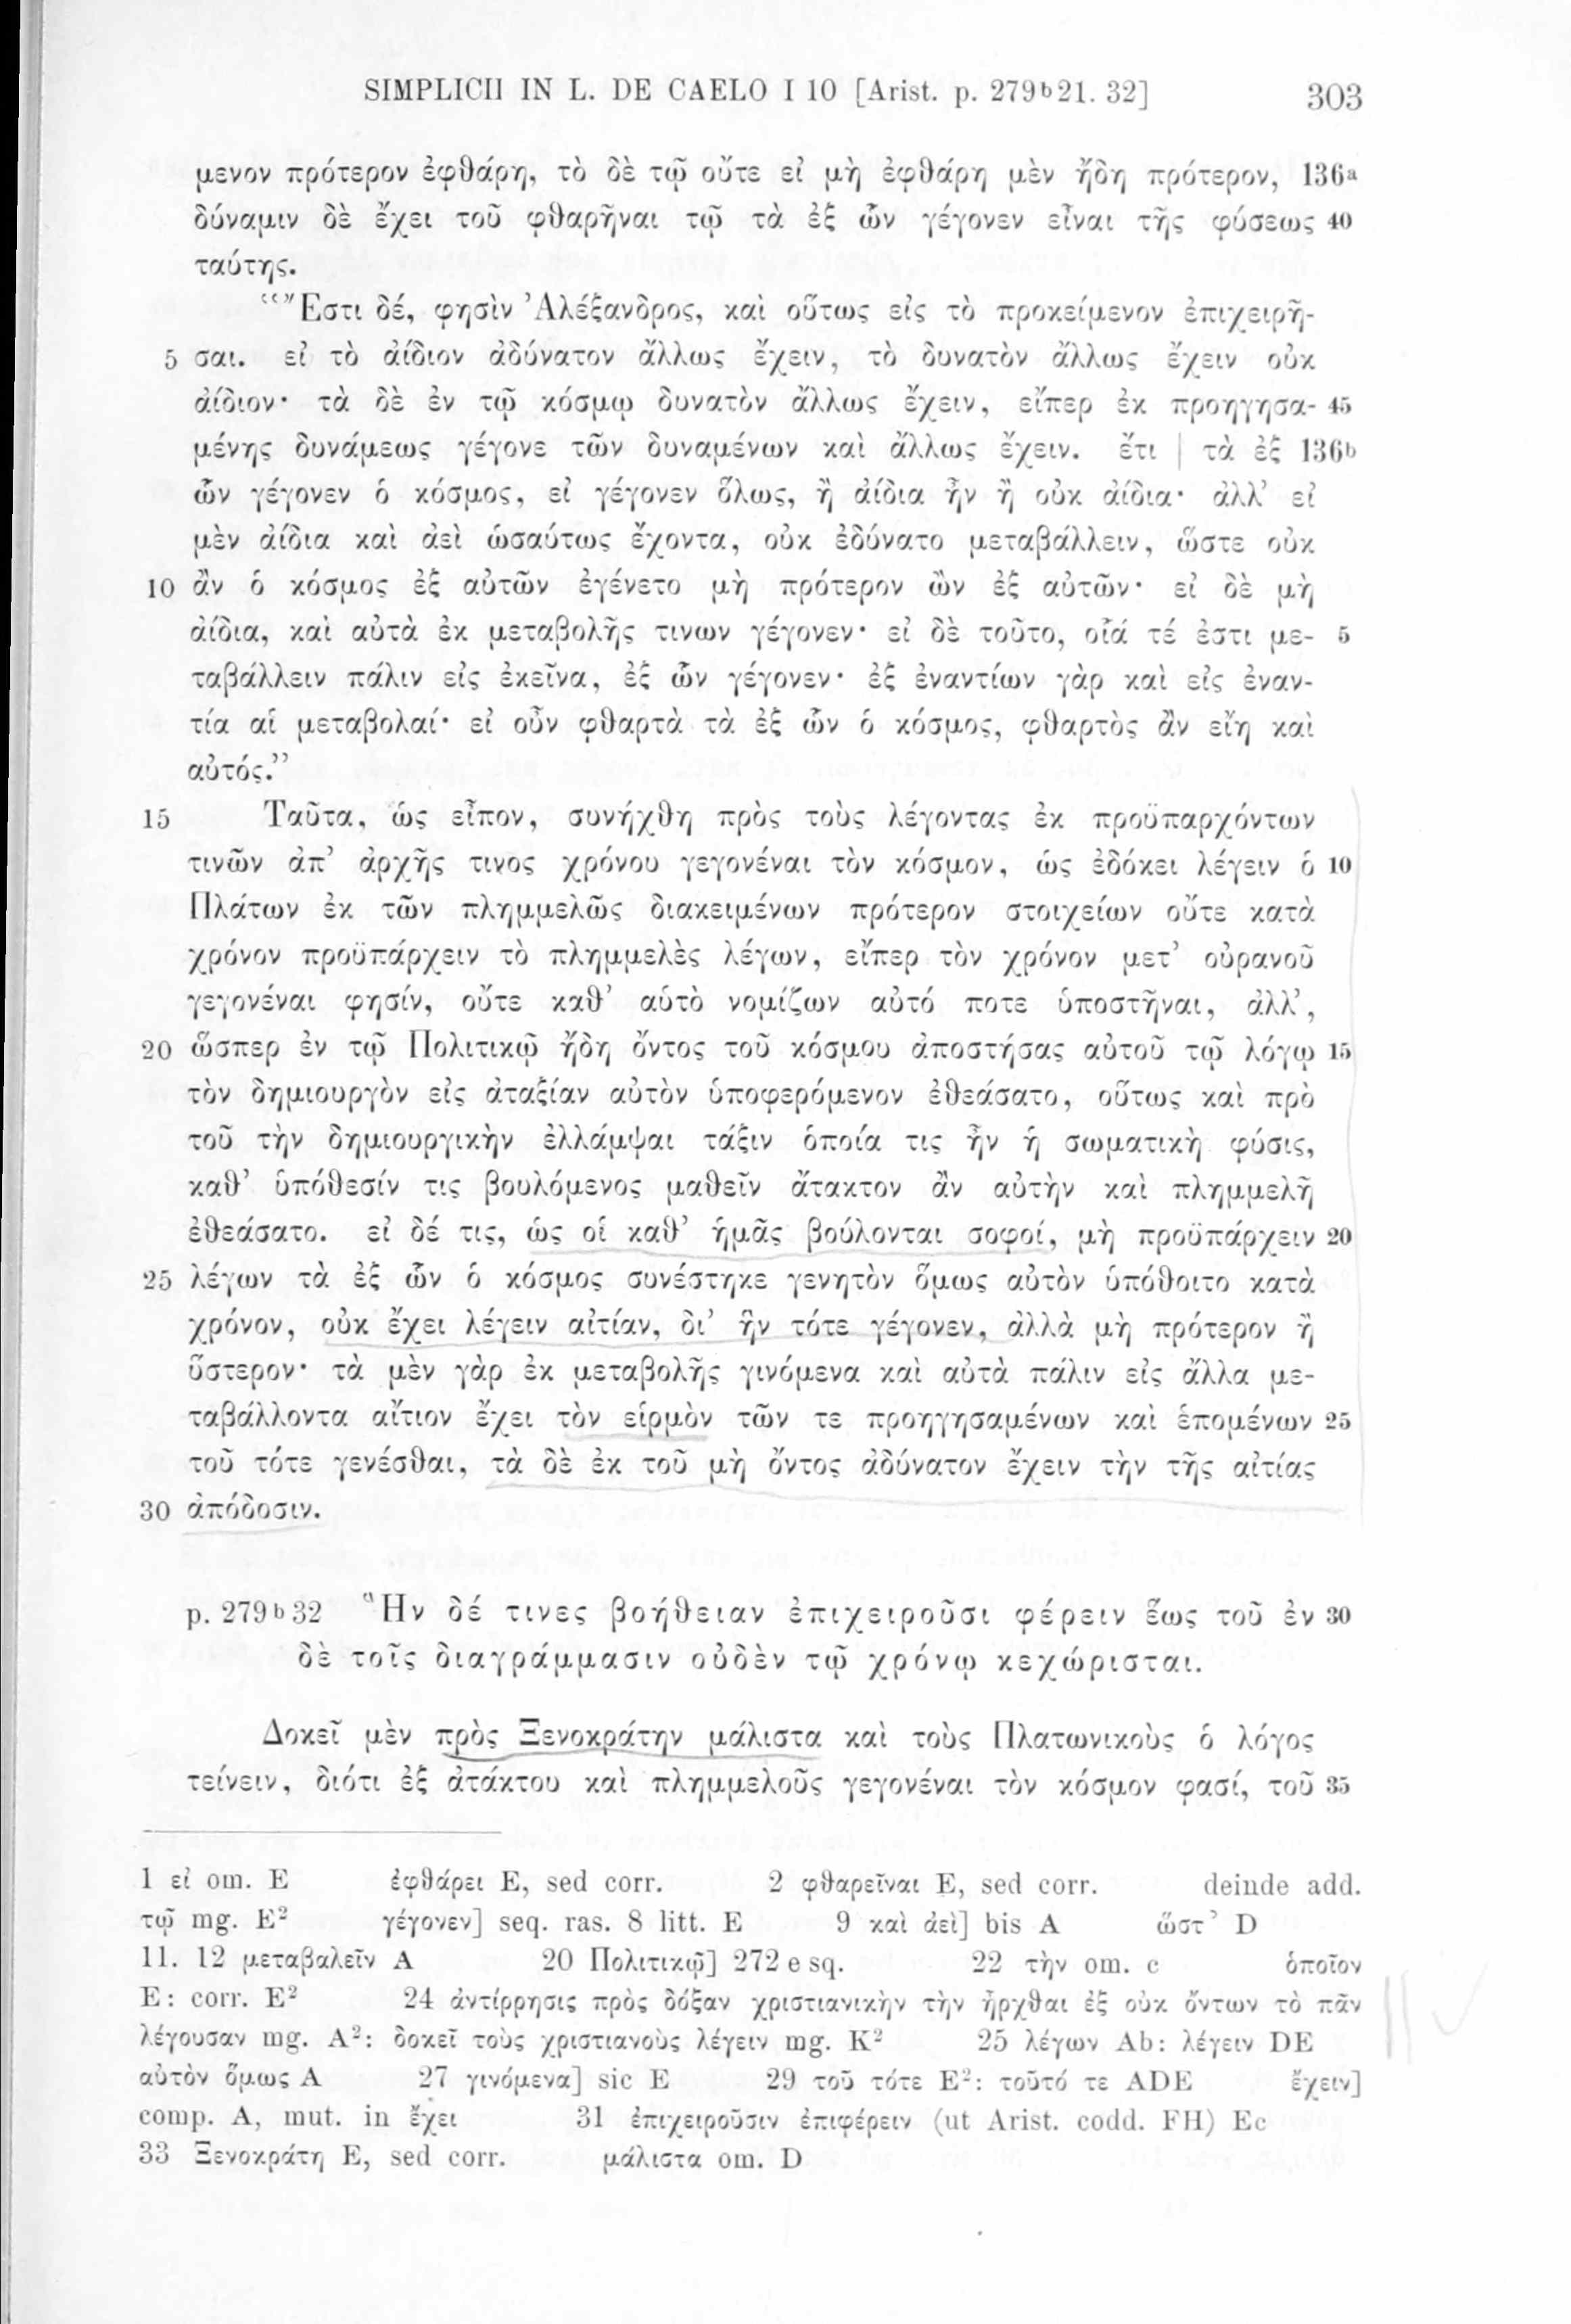 SIMPLICII IN L. DE CAELO I 10 [Arist. p. 279ᵇ21. 32] 303
μενον πρότερον ἐφθάρη, τὸ δὲ τῷ οὔτε εἰ μὴ ἐφθάρη μὲν ἤδη πρότερον, 136ᵃ
δύναμιν δὲ ἔχει τοῦ φθαρῆναι τῷ τὰ ἐξ ὧν γέγονεν εἶναι τῆς φύσεως 40
ταύτης.
“"Εστι δέ, φησὶν Ἀλέξανδρος, καὶ οὕτως εἰς τὸ προκείμενον ἐπιχειρῆ-
5 σαι. εἰ τὸ ἀίδιον ἀδύνατον ἄλλως ἔχειν, τὸ δυνατὸν ἄλλως ἔχειν οὐκ
ἀίδιον· τὰ δὲ ἐν τῷ κόσμῳ δυνατὸν ἄλλως ἔχειν, εἴπερ ἐκ προηγησα- 45
μένης δυνάμεως γέγονε τῶν δυναμένων καὶ ἄλλως ἔχειν. ἔτι | τὰ ἐξ 136ᵇ
ὧν γέγονεν ὁ κόσμος, εἰ γέγονεν ὅλως, ἢ ἀίδια ἦν ἢ οὐκ ἀίδια· ἀλλ’ εἰ
μὲν ἀίδια καὶ ἀεὶ ὡσαύτως ἔχοντα, οὐκ ἐδύνατο μεταβάλλειν, ὥστε οὐκ
10 ἂν ὁ κόσμος ἐξ αὐτῶν ἐγένετο μὴ πρότερον ὢν ἐξ αὐτῶν· εἰ δὲ μὴ
ἀίδια, καὶ αὐτὰ ἐκ μεταβολῆς τινων γέγονεν· εἰ δὲ τοῦτο, οἷά τέ ἐστι με- 5
ταβάλλειν πάλιν εἰς ἐκεῖνα, ἐξ ὧν γέγονεν· ἐξ ἐναντίων γὰρ καὶ εἰς ἐναν-
τία αἱ μεταβολαί· εἰ οὖν φθαρτὰ τὰ ἐξ ὧν ὁ κόσμος, φθαρτὸς ἂν εἴη καὶ
αὐτός.”
15 Ταῦτα, ὡς εἶπον, συνήχθη πρὸς τοὺς λέγοντας ἐκ προϋπαρχόντων
τινῶν ἀπ’ ἀρχῆς τινος χρόνου γεγονέναι τὸν κόσμον, ὡς ἐδόκει λέγειν ὁ 10
Πλάτων ἐκ τῶν πλημμελῶς διακειμένων πρότερον στοιχείων οὔτε κατὰ
χρόνον προϋπάρχειν τὸ πλημμελὲς λέγων, εἴπερ τὸν χρόνον μετ’ οὐρανοῦ
γεγονέναι φησίν, οὔτε καθ’ αὑτὸ νομίζων αὐτό ποτε ὑποστῆναι, ἀλλ’,
20 ὥσπερ ἐν τῷ Πολιτικῷ ἤδη ὄντος τοῦ κόσμου ἀποστήσας αὐτοῦ τῷ λόγῳ 15
τὸν δημιουργὸν εἰς ἀταξίαν αὐτὸν ὑποφερόμενον ἐθεάσατο, οὕτως καὶ πρὸ
τοῦ τὴν δημιουργικὴν ἐλλάμψαι τάξιν ὁποία τις ἦν ἡ σωματικὴ φύσις,
καθ’ ὑπόθεσίν τις βουλόμενος μαθεῖν ἄτακτον ἂν αὐτὴν καὶ πλημμελῆ
ἐθεάσατο. εἰ δέ τις, ὡς οἱ καθ’ ἡμᾶς βούλονται σοφοί, μὴ προϋπάρχειν 20
25 λέγων τὰ ἐξ ὧν ὁ κόσμος συνέστηκε γενητὸν ὅμως αὐτὸν ὑπόθοιτο κατὰ
χρόνον, οὐκ ἔχει λέγειν αἰτίαν, δι’ ἣν τότε γέγονεν, ἀλλὰ μὴ πρότερον ἢ
ὕστερον· τὰ μὲν γὰρ ἐκ μεταβολῆς γινόμενα καὶ αὐτὰ πάλιν εἰς ἄλλα με-
ταβάλλοντα αἴτιον ἔχει τὸν εἱρμὸν τῶν τε προηγησαμένων καὶ ἑπομένων 25
τοῦ τότε γενέσθαι, τὰ δὲ ἐκ τοῦ μὴ ὄντος ἀδύνατον ἔχειν τὴν τῆς αἰτίας
30 ἀπόδοσιν.
p. 279ᵇ32 Ἣν δέ τινες βοήθειαν ἐπιχειροῦσι φέρειν ἕως τοῦ ἐν 30
δὲ τοῖς διαγράμμασιν οὐδὲν τῷ χρόνῳ κεχώρισται.
Δοκεῖ μὲν πρὸς Ξενοκράτην μάλιστα καὶ τοὺς Πλατωνικοὺς ὁ λόγος
τείνειν, διότι ἐξ ἀτάκτου καὶ πλημμελοῦς γεγονέναι τὸν κόσμον φασί, τοῦ 35
1 εἰ om. E ἐφθάρει E, sed corr. 2 φθαρεῖναι E, sed corr. deinde add.
τῷ mg. E² γέγονεν] seq. ras. 8 litt. E 9 καὶ ἀεὶ] bis A ὥστ’ D
11. 12 μεταβαλεῖν A 20 Πολιτικῷ] 272 e sq. 22 τὴν om. c ὁποῖον
E: corr. E² 24 ἀντίρρησις πρὸς δόξαν χριστιανικὴν τὴν ἦρχθαι ἐξ οὐκ ὄντων τὸ πᾶν
λέγουσαν mg. A²: δοκεῖ τοὺς χριστιανοὺς λέγειν mg. K² 25 λέγων Ab: λέγειν DE
αὐτὸν ὅμως A 27 γινόμενα] sic E 29 τοῦ τότε E²: τοῦτό τε ADE ἔχειν]
comp. A, mut. in ἔχει 31 ἐπιχειροῦσιν ἐπιφέρειν (ut Arist. codd. FH) Ec
33 Ξενοκράτη E, sed corr. μάλιστα om. D